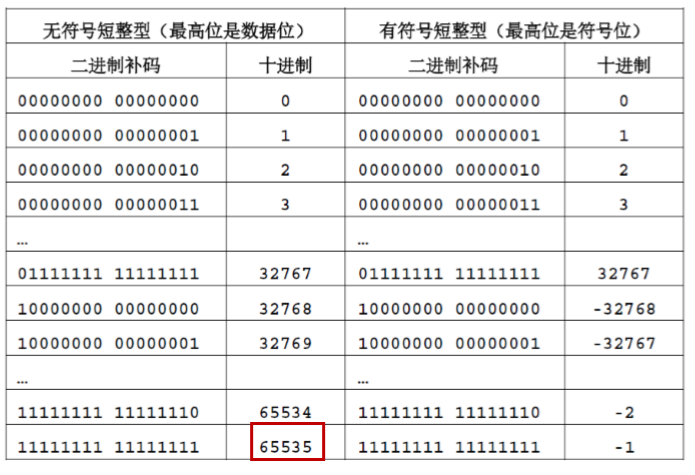 无符号短整型（最高位是数据位） 有符号短整型（最高位是符号位）
二进制补码 十进制 二进制补码 十进制
00000000 00000000 0 00000000 00000000 0
00000000 00000001 1 00000000 00000001 1
00000000 00000010 2 00000000 00000010 2
00000000 00000011 3 00000000 00000011 3
… …
01111111 11111111 32767 01111111 11111111 32767
10000000 00000000 32768 10000000 00000000 -32768
10000000 00000001 32769 10000000 00000001 -32767
… …
11111111 11111110 65534 11111111 11111110 -2
11111111 11111111 65535 11111111 11111111 -1